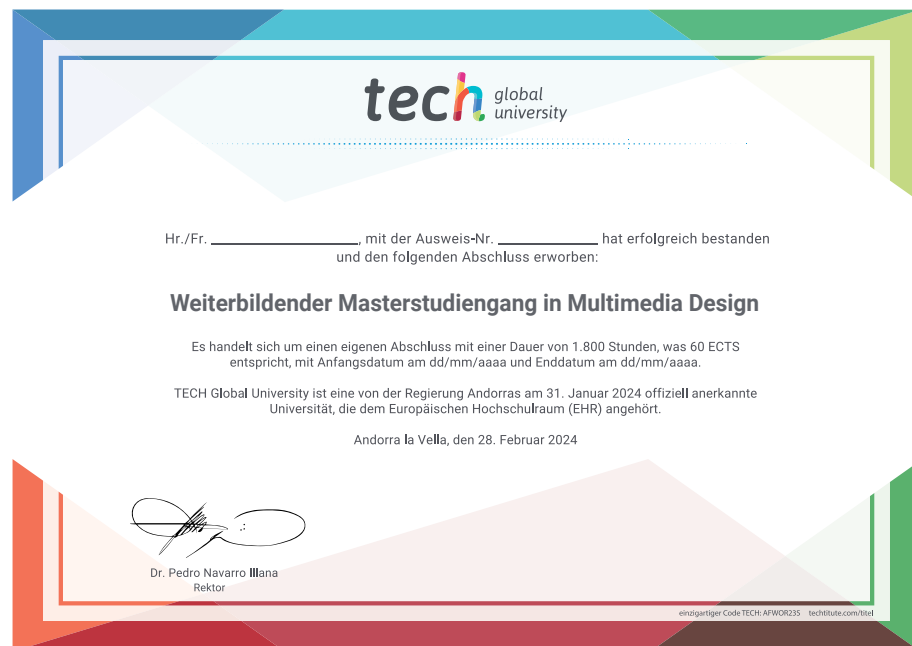 tech global university
Hr./Fr. ____________________, mit der Ausweis-Nr. ______________ hat erfolgreich bestanden
und den folgenden Abschluss erworben:
Weiterbildender Masterstudiengang in Multimedia Design
Es handelt sich um einen eigenen Abschluss mit einer Dauer von 1.800 Stunden, was 60 ECTS
entspricht, mit Anfangsdatum am dd/mm/aaaa und Enddatum am dd/mm/aaaa.
TECH Global University ist eine von der Regierung Andorras am 31. Januar 2024 offiziell anerkannte
Universität, die dem Europäischen Hochschulraum (EHR) angehört.
Andorra la Vella, den 28. Februar 2024
Dr. Pedro Navarro Illana
Rektor
einzigartiger Code TECH: AFWOR23S techtitute.com/titel